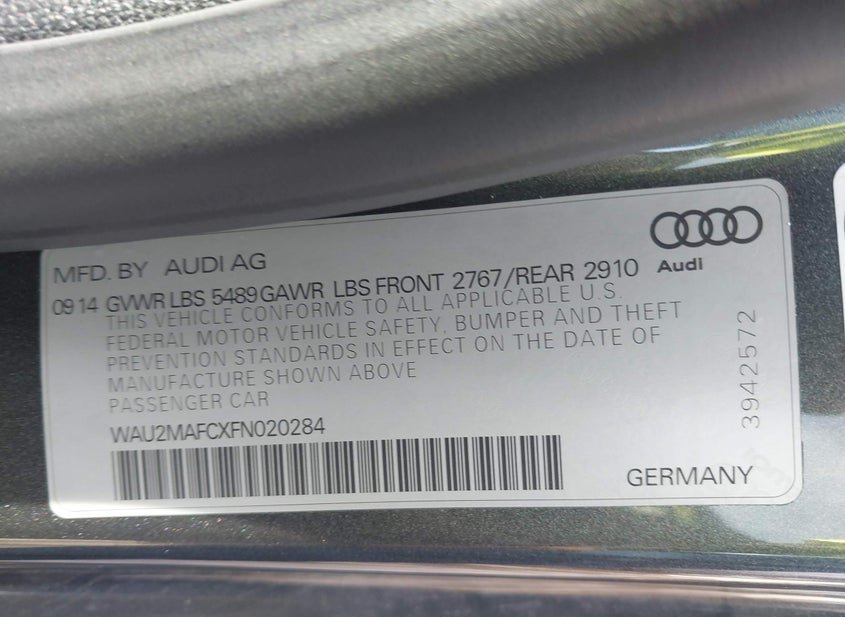 MFD. BY AUDI AG
Audi
09 14 GVWR LBS 5489 GAWR LBS FRONT 2767/REAR 2910
THIS VEHICLE CONFORMS TO ALL APPLICABLE U.S.
FEDERAL MOTOR VEHICLE SAFETY, BUMPER AND THEFT
PREVENTION STANDARDS IN EFFECT ON THE DATE OF
MANUFACTURE SHOWN ABOVE
PASSENGER CAR
WAU2MAFCXFN020284
GERMANY
3942572